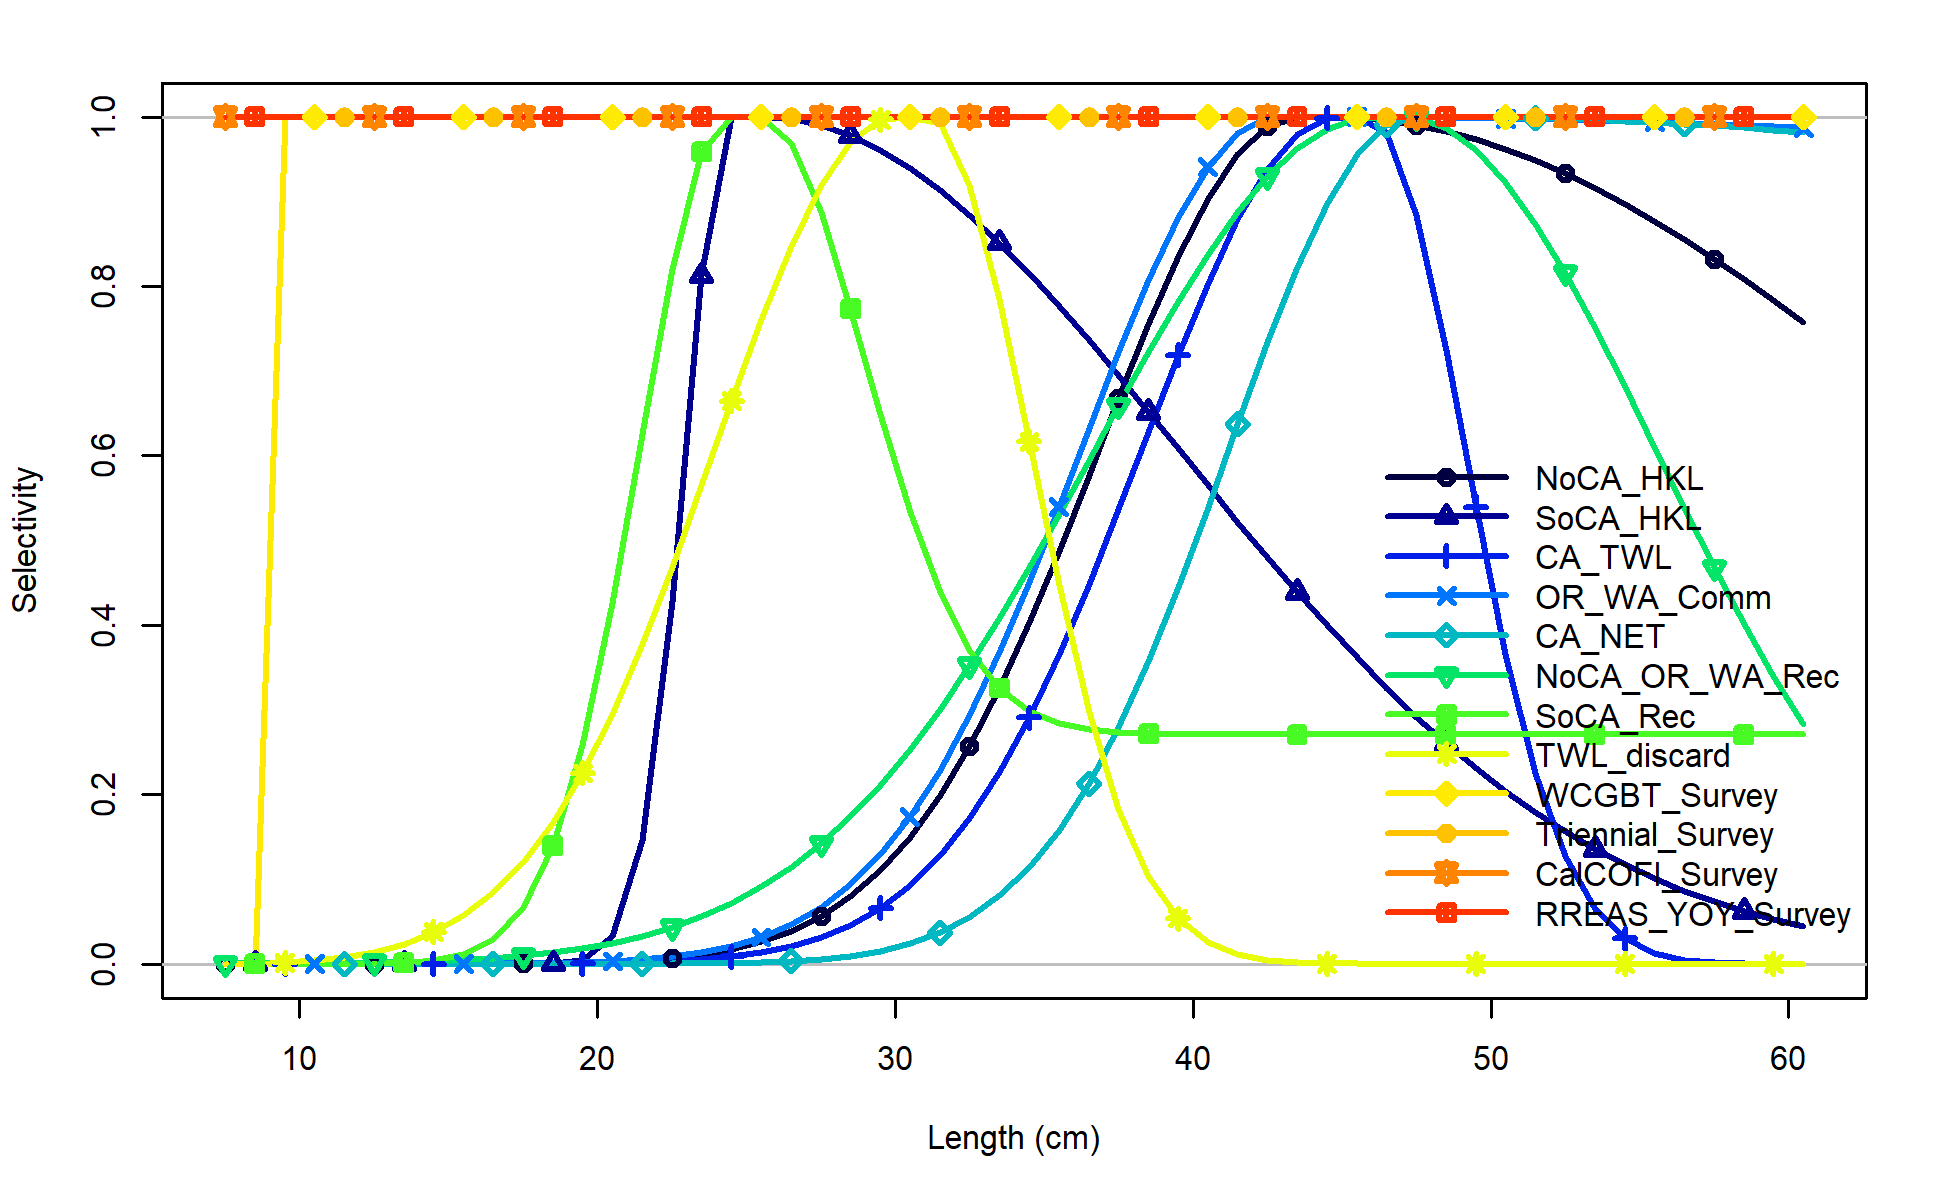 1.0
0.8
0.6
0.4
0.2
0.0
Selectivity
NoCA_HKL
SoCA_HKL
CA_TWL
OR_WA_Comm
CA_NET
NoCA_OR_WA_Rec
SoCA_Rec
TWL_discard
WCGBT_Survey
Triennial_Survey
CalCOFI_Survey
RREAS_YOY_Survey
10 20 30 40 50 60
Length (cm)